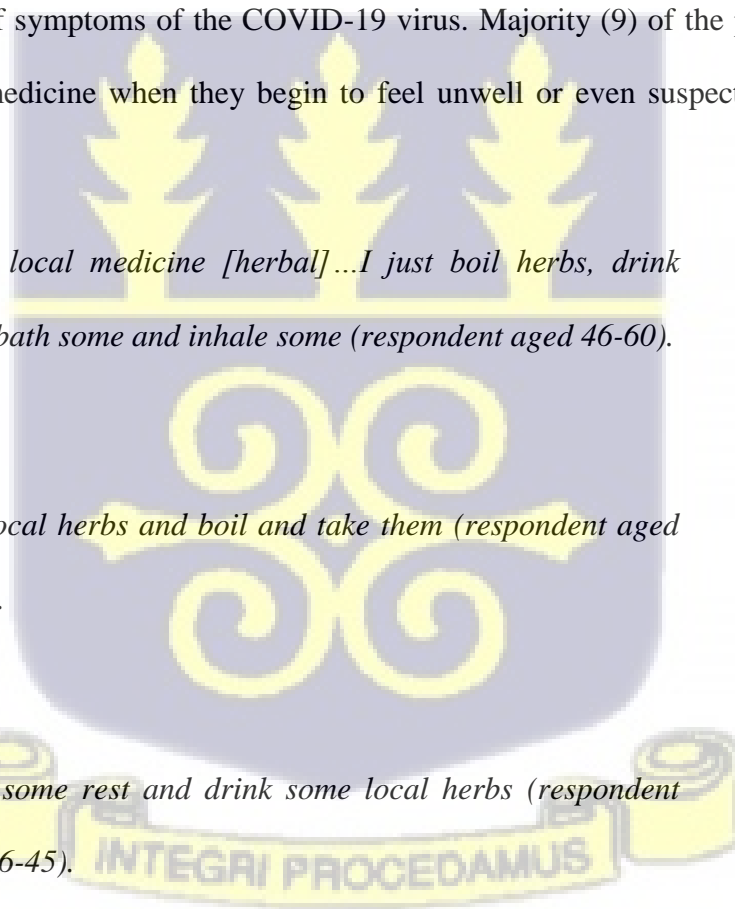 f symptoms of the COVID-19 virus. Majority (9) of the
nedicine when they begin to feel unwell or even suspect
local medicine [herbal]...I just boil herbs, drink
bath some and inhale some (respondent aged 46-60).
ocal herbs and boil and take them (respondent aged
some rest and drink some local herbs (respondent
6-45).
INTEGRI PROCEDAMUS